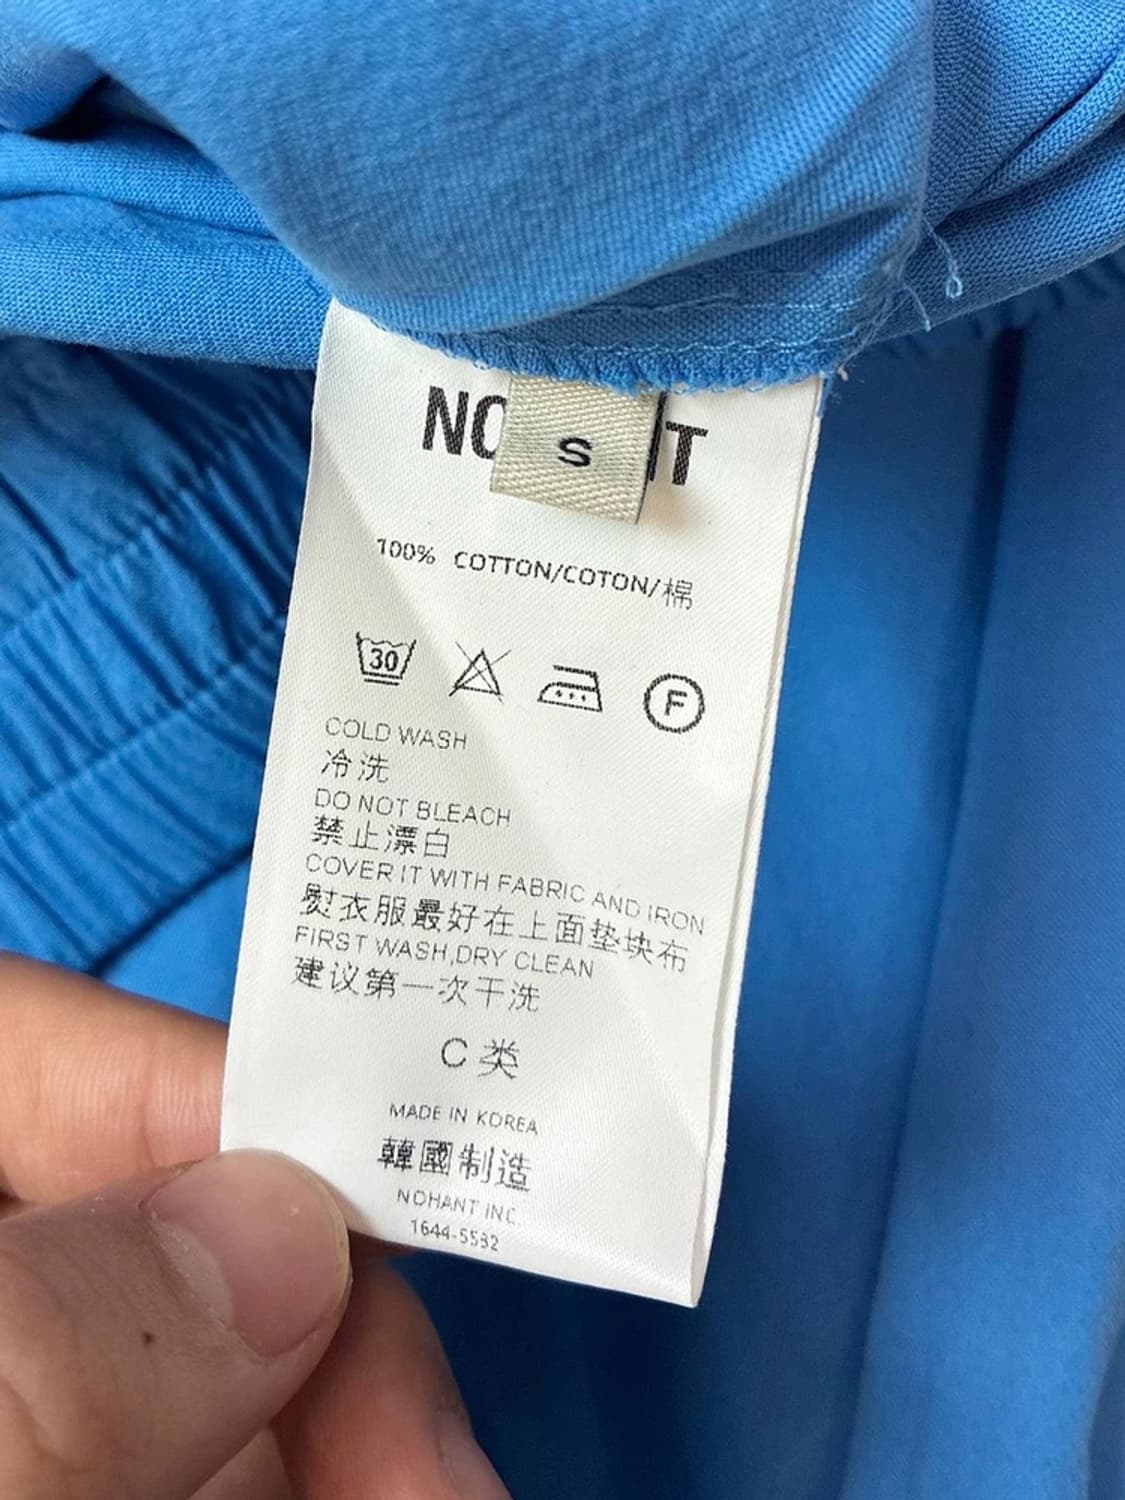 NO
S
T
100% COTTON/COTON/棉
30
F
COLD WASH
冷洗
DO NOT BLEACH
禁止漂白
COVER IT WITH FABRIC AND IRON
熨衣服最好在上面垫块布
FIRST WASH,DRY CLEAN
建议第一次干洗
C 类
MADE IN KOREA
韓國制造
NOHANT INC.
1644-5532